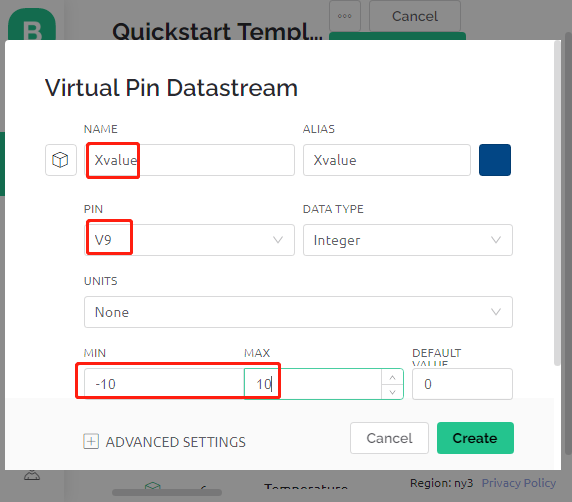 B
Quickstart Templ...
Cancel
Virtual Pin Datastream
NAME
ALIAS
Xvalue
Xvalue
PIN
DATA TYPE
V9
Integer
UNITS
None
MIN
MAX
DEFAULT VALUE
-10
10
0
ADVANCED SETTINGS
Cancel
Create
Temperature
Region: ny3
Privacy Policy